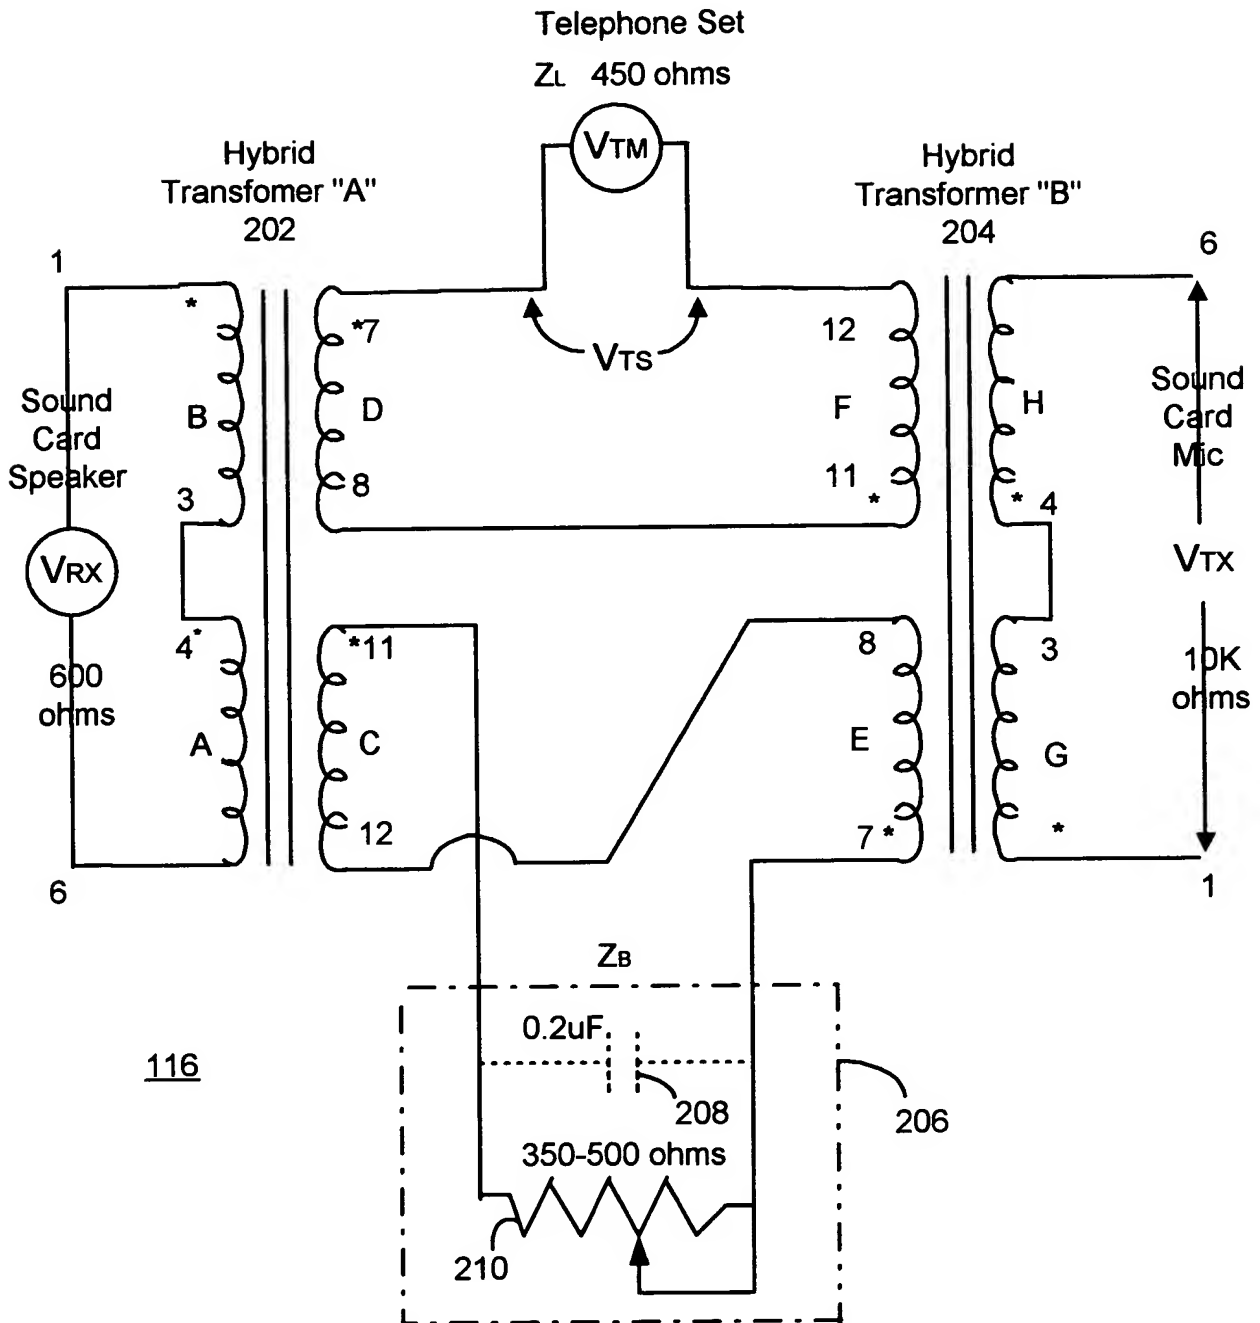 Telephone Set
ZL 450 ohms
VTM
Hybrid
Transfomer "A"
202
Hybrid
Transformer "B"
204
1
6
*
*7
VTS
12
Sound
Card
Speaker
B
D
F
H
Sound
Card
Mic
3
8
11
*
* 4
VRX
VTX
4*
*11
8
3
600
ohms
10K
ohms
A
C
E
G
12
7*
*
6
1
ZB
0.2uF
116
208
206
350-500 ohms
210